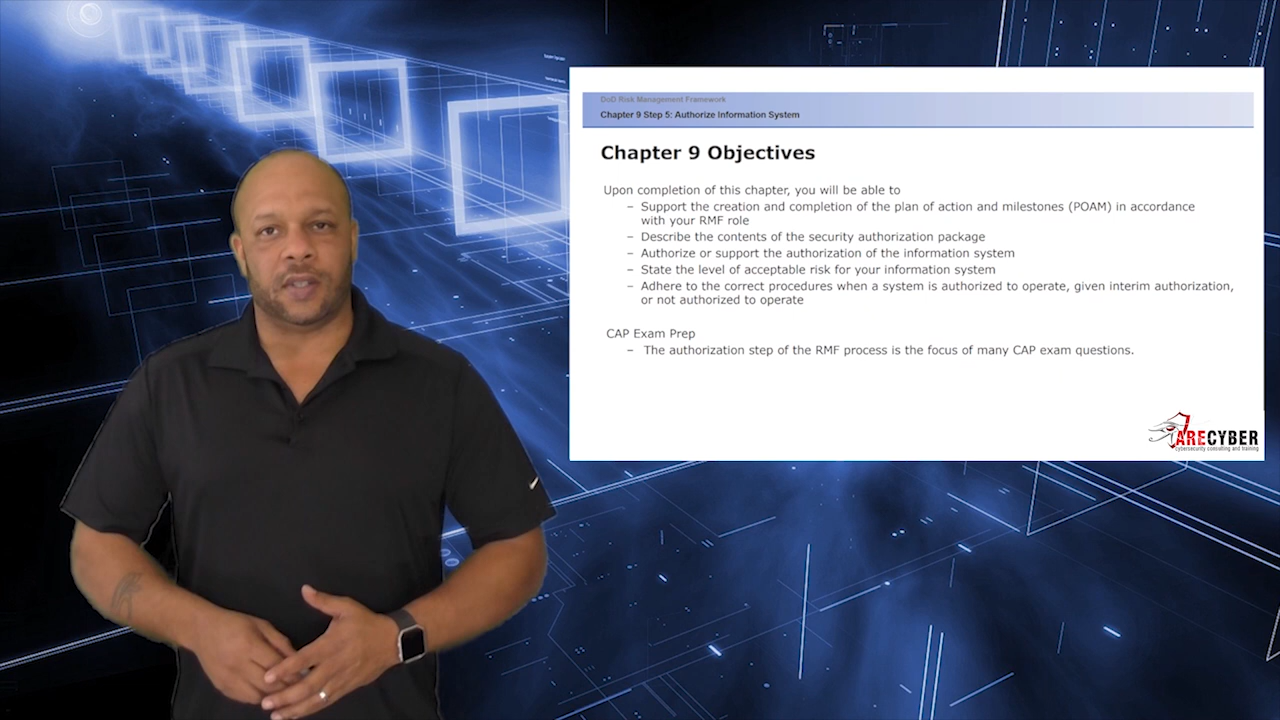 DoD Risk Management Framework
Chapter 9 Step 5: Authorize Information System
Chapter 9 Objectives
Upon completion of this chapter, you will be able to
– Support the creation and completion of the plan of action and milestones (POAM) in accordance
with your RMF role
– Describe the contents of the security authorization package
– Authorize or support the authorization of the information system
– State the level of acceptable risk for your information system
– Adhere to the correct procedures when a system is authorized to operate, given interim authorization,
or not authorized to operate
CAP Exam Prep
– The authorization step of the RMF process is the focus of many CAP exam questions.
ARECYBER
cybersecurity consulting and training